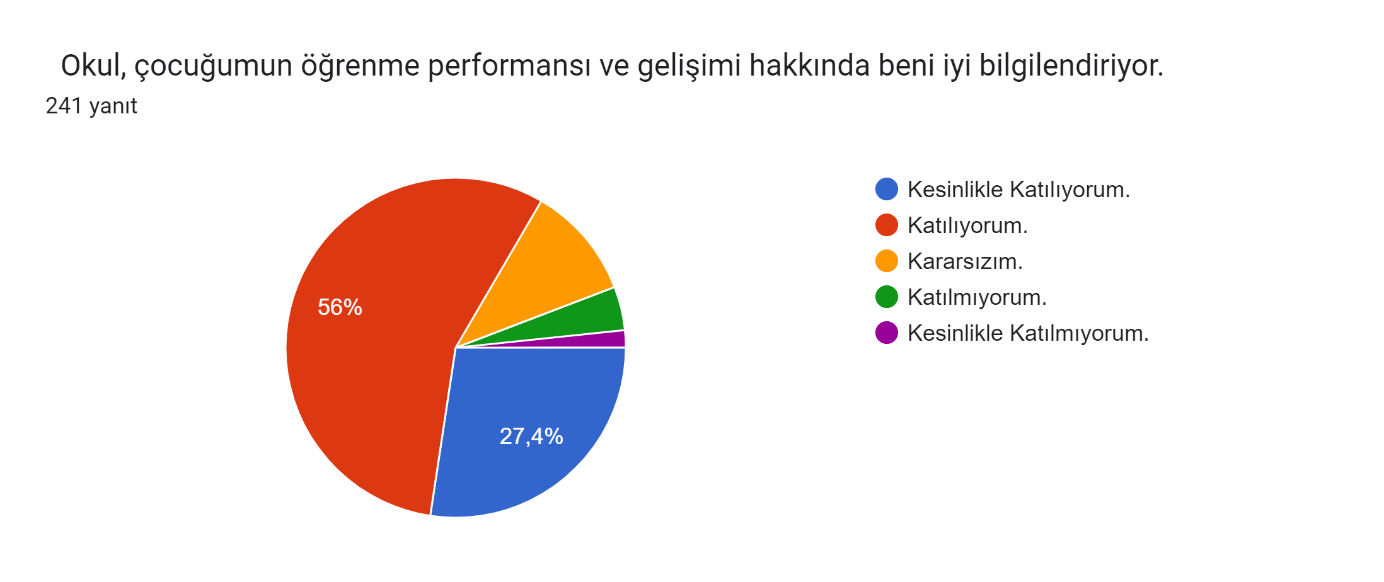 Okul, çocuğumun öğrenme performansı ve gelişimi hakkında beni iyi bilgilendiriyor.
241 yanıt
56%
27,4%
Kesinlikle Katılıyorum.
Katılıyorum.
Kararsızım.
Katılmıyorum.
Kesinlikle Katılmıyorum.